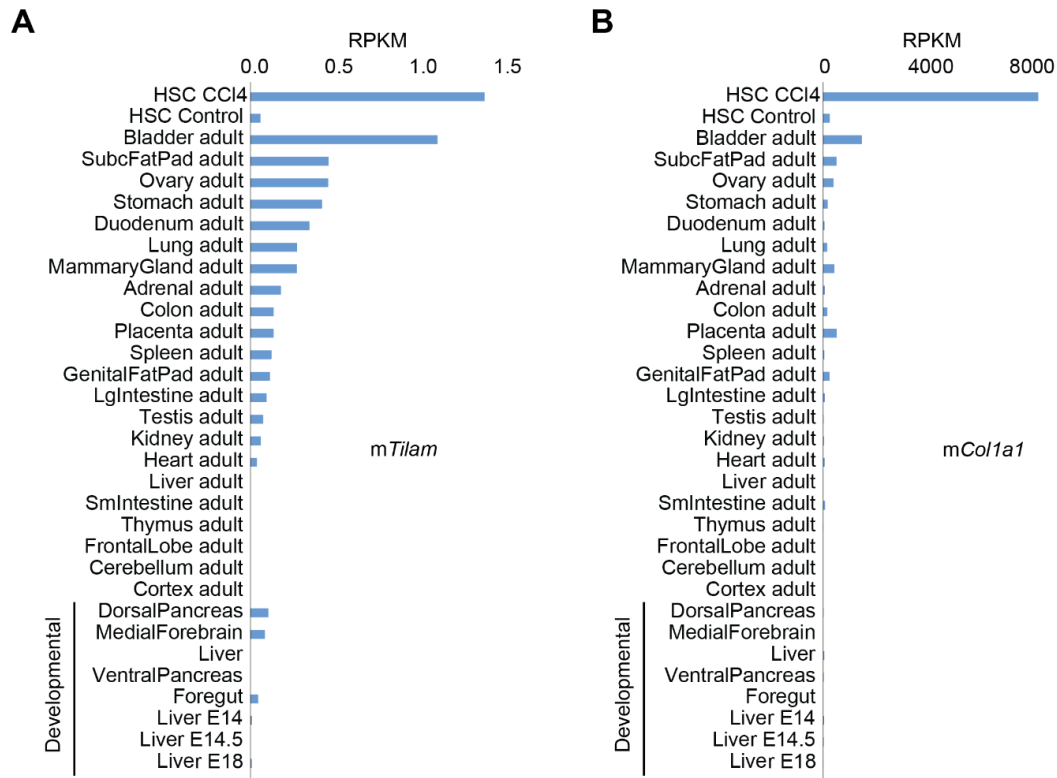 A
RPKM
0.0 0.5 1.0 1.5
HSC CCl4
HSC Control
Bladder adult
SubcFatPad adult
Ovary adult
Stomach adult
Duodenum adult
Lung adult
MammaryGland adult
Adrenal adult
Colon adult
Placenta adult
Spleen adult
GenitalFatPad adult
LgIntestine adult
Testis adult
Kidney adult
Heart adult
Liver adult
SmIntestine adult
Thymus adult
FrontalLobe adult
Cerebellum adult
Cortex adult
DorsalPancreas
MedialForebrain
Liver
VentralPancreas
Foregut
Liver E14
Liver E14.5
Liver E18
Developmental
mTilam
B
RPKM
0 4000 8000
HSC CCl4
HSC Control
Bladder adult
SubcFatPad adult
Ovary adult
Stomach adult
Duodenum adult
Lung adult
MammaryGland adult
Adrenal adult
Colon adult
Placenta adult
Spleen adult
GenitalFatPad adult
LgIntestine adult
Testis adult
Kidney adult
Heart adult
Liver adult
SmIntestine adult
Thymus adult
FrontalLobe adult
Cerebellum adult
Cortex adult
DorsalPancreas
MedialForebrain
Liver
VentralPancreas
Foregut
Liver E14
Liver E14.5
Liver E18
Developmental
mCol1a1